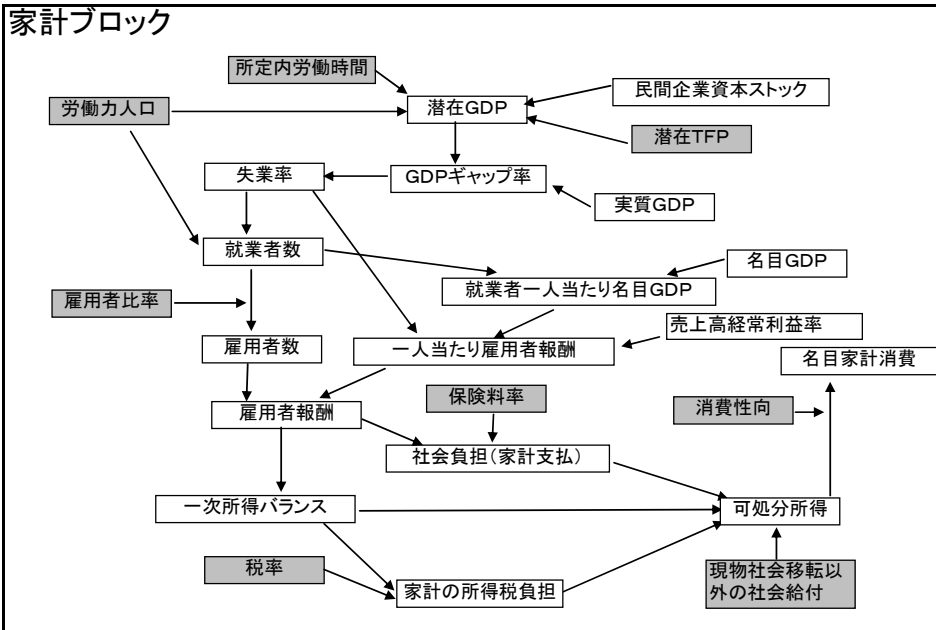 家計ブロック
所定内労働時間
民間企業資本ストック
労働力人口
潜在GDP
潜在TFP
失業率
GDPギャップ率
実質GDP
就業者数
名目GDP
就業者一人当たり名目GDP
雇用者比率
売上高経常利益率
雇用者数
一人当たり雇用者報酬
名目家計消費
保険料率
消費性向
雇用者報酬
社会負担(家計支払)
一次所得バランス
可処分所得
税率
家計の所得税負担
現物社会移転以
外の社会給付